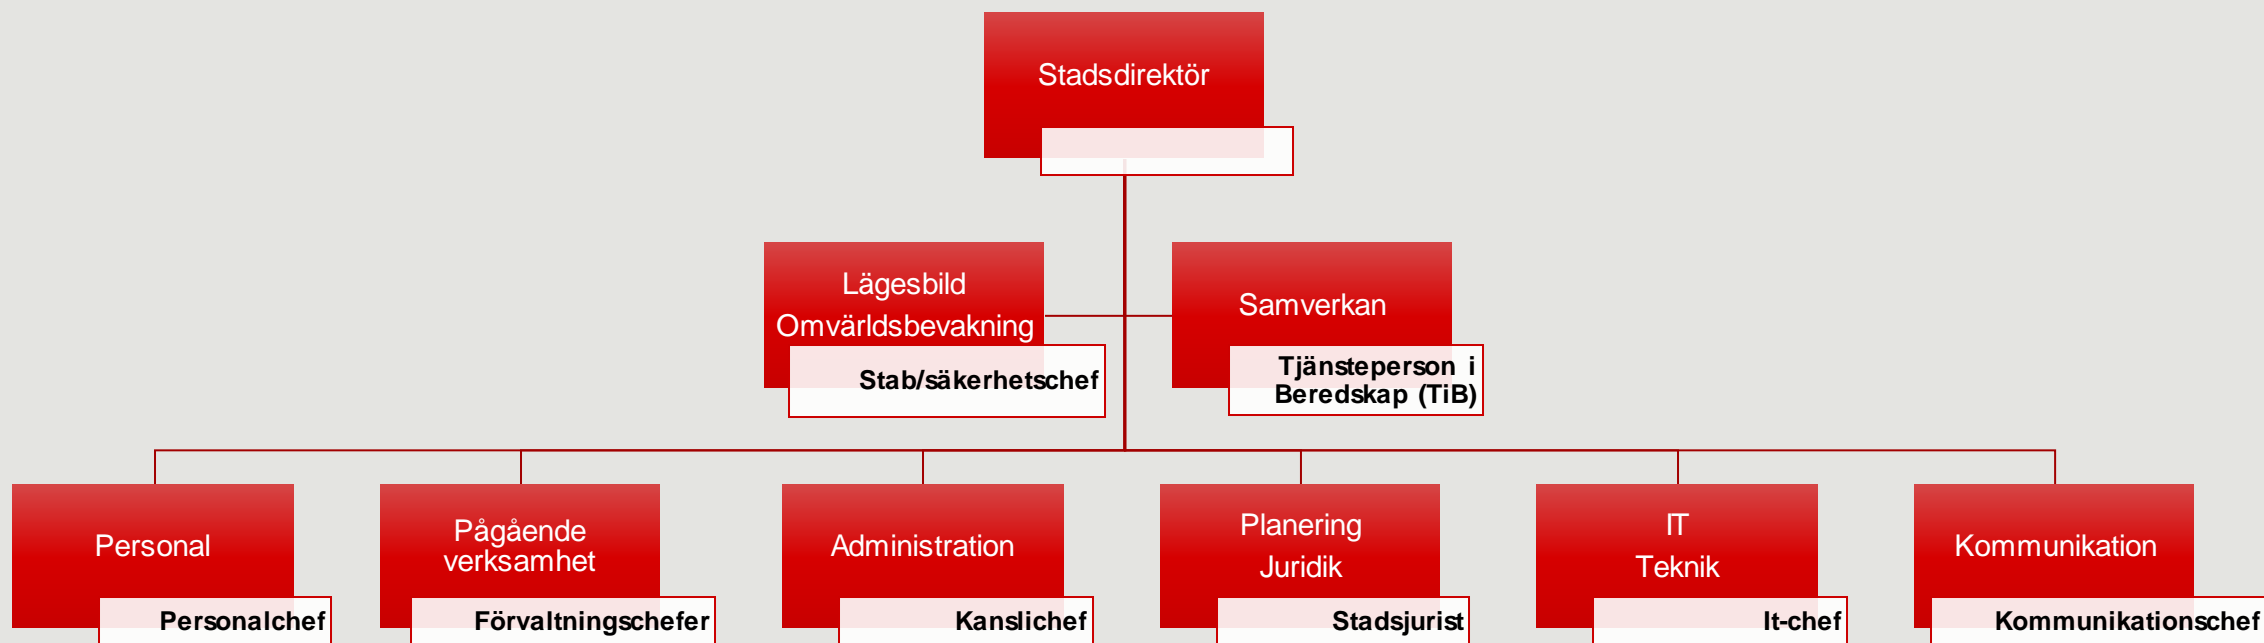 Stadsdirektör
Lägesbild
Omvärldsbevakning
Stab/säkerhetschef
Samverkan
Tjänsteperson i
Beredskap (TiB)
Personal
Personalchef
Pågående
verksamhet
Förvaltningschefer
Administration
Kanslichef
Planering
Juridik
Stadsjurist
IT
Teknik
It-chef
Kommunikation
Kommunikationschef